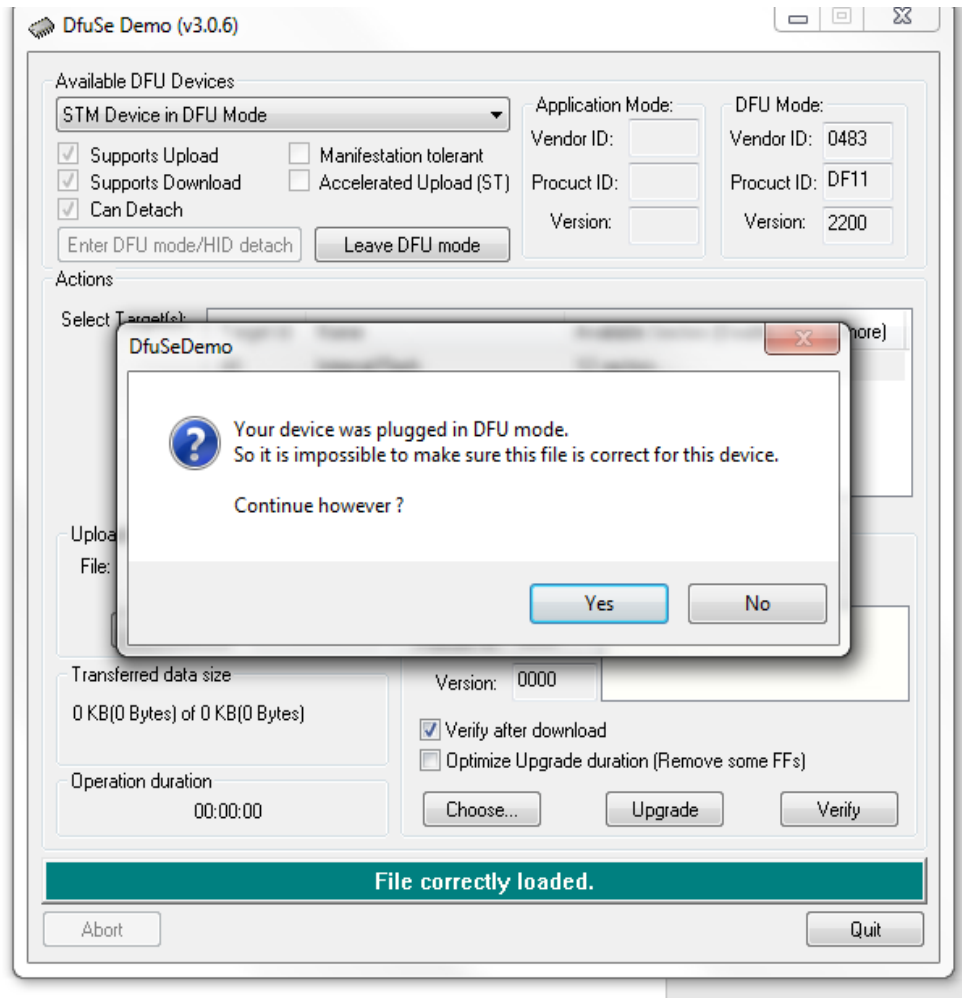 DfuSe Demo (v3.0.6)
Available DFU Devices
STM Device in DFU Mode
Supports Upload
Manifestation tolerant
Supports Download
Accelerated Upload (ST)
Can Detach
Enter DFU mode/HID detach
Leave DFU mode
Application Mode:
Vendor ID:
Procuct ID:
Version:
DFU Mode:
Vendor ID: 0483
Procuct ID: DF11
Version: 2200
Actions
Select Target(s):
DfuSeDemo
Your device was plugged in DFU mode.
So it is impossible to make sure this file is correct for this device.
Continue however ?
Yes
No
File:
Transferred data size
0 KB(0 Bytes) of 0 KB(0 Bytes)
Operation duration
00:00:00
Version: 0000
Verify after download
Optimize Upgrade duration (Remove some FFs)
Choose...
Upgrade
Verify
File correctly loaded.
Abort
Quit